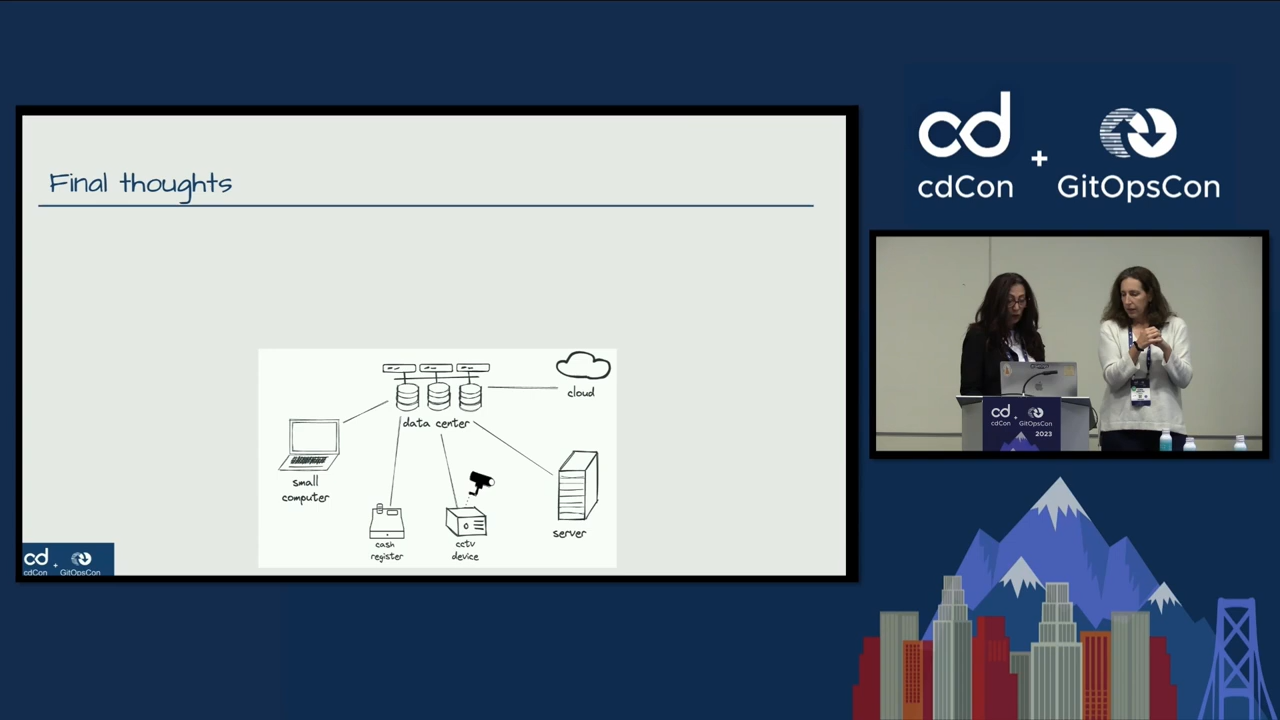 Final thoughts
cloud
data center
small
computer
cash
register
cctv
device
server
cd
cdCon
+
GitOpsCon
cd
cdCon
+
GitOpsCon
cd
cdCon
+
GitOpsCon
2023